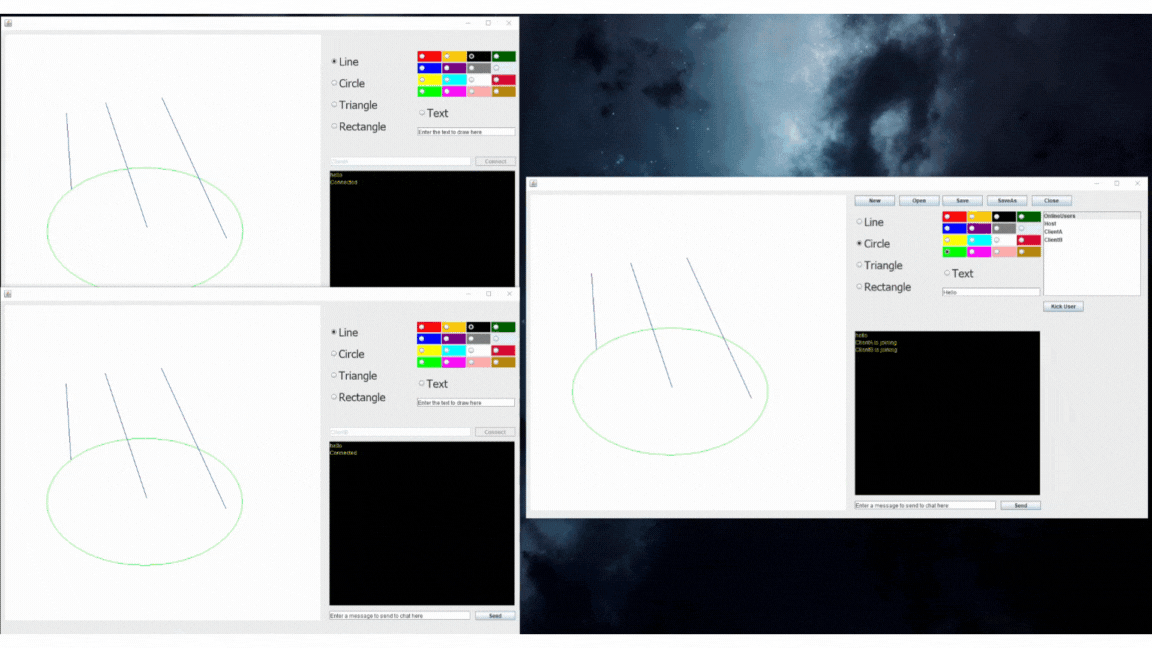 Line
Circle
Triangle
Rectangle
Text
Enter the text to draw here
Connect
hello
Connected
Line
Circle
Triangle
Rectangle
Text
Enter the text to draw here
Connect
hello
Connected
Enter a message to send to chat here
Send
New
Open
Save
SaveAs
Close
Line
Circle
Triangle
Rectangle
Text
Hello
OnlineUsers
Host
ClientA
ClientB
Kick User
hello
ClientA is joining
ClientB is joining
Enter a message to send to chat here
Send